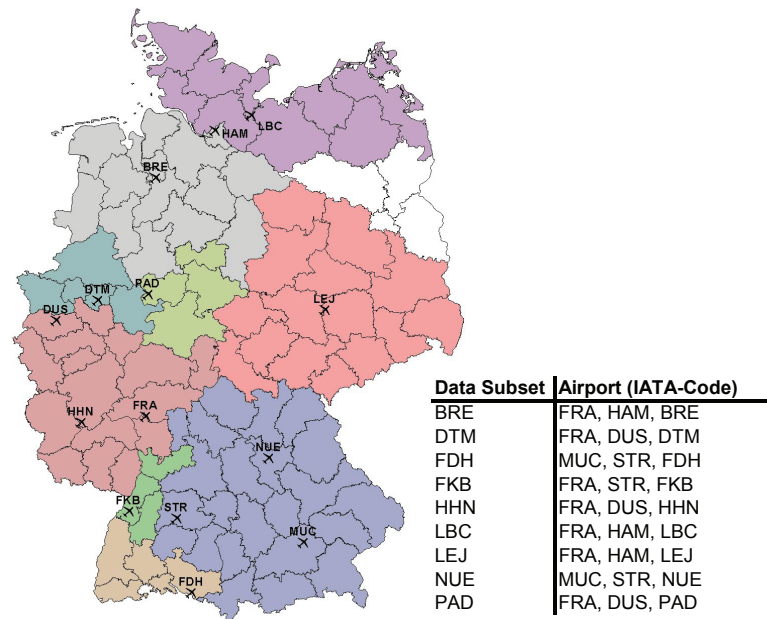 HAM
LBC
BRE
PAD
DTM
DUS
LEJ
HHN
FRA
NUE
FKB
STR
MUC
FDH
Data Subset Airport (IATA-Code)
BRE FRA, HAM, BRE
DTM FRA, DUS, DTM
FDH MUC, STR, FDH
FKB FRA, STR, FKB
HHN FRA, DUS, HHN
LBC FRA, HAM, LBC
LEJ FRA, HAM, LEJ
NUE MUC, STR, NUE
PAD FRA, DUS, PAD